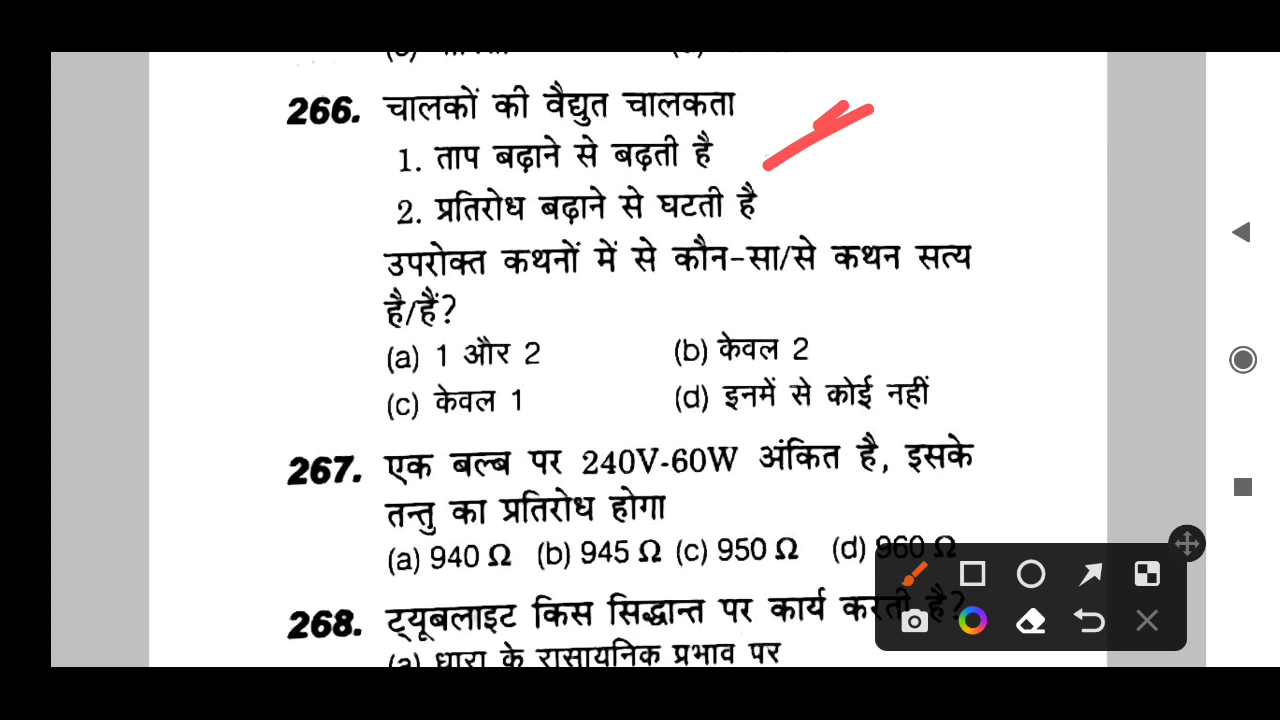 266. चालकों की वैद्युत चालकता
1. ताप बढ़ाने से बढ़ती है
2. प्रतिरोध बढ़ाने से घटती है
उपरोक्त कथनों में से कौन-सा/से कथन सत्य
है/हैं?
(a) 1 और 2 (b) केवल 2
(c) केवल 1 (d) इनमें से कोई नहीं
267. एक बल्ब पर 240V-60W अंकित है, इसके
तन्तु का प्रतिरोध होगा
(a) 940 Ω (b) 945 Ω (c) 950 Ω (d) 960 Ω
268. ट्यूबलाइट किस सिद्धान्त पर कार्य करती है?
(a) धारा के रासायनिक प्रभाव पर